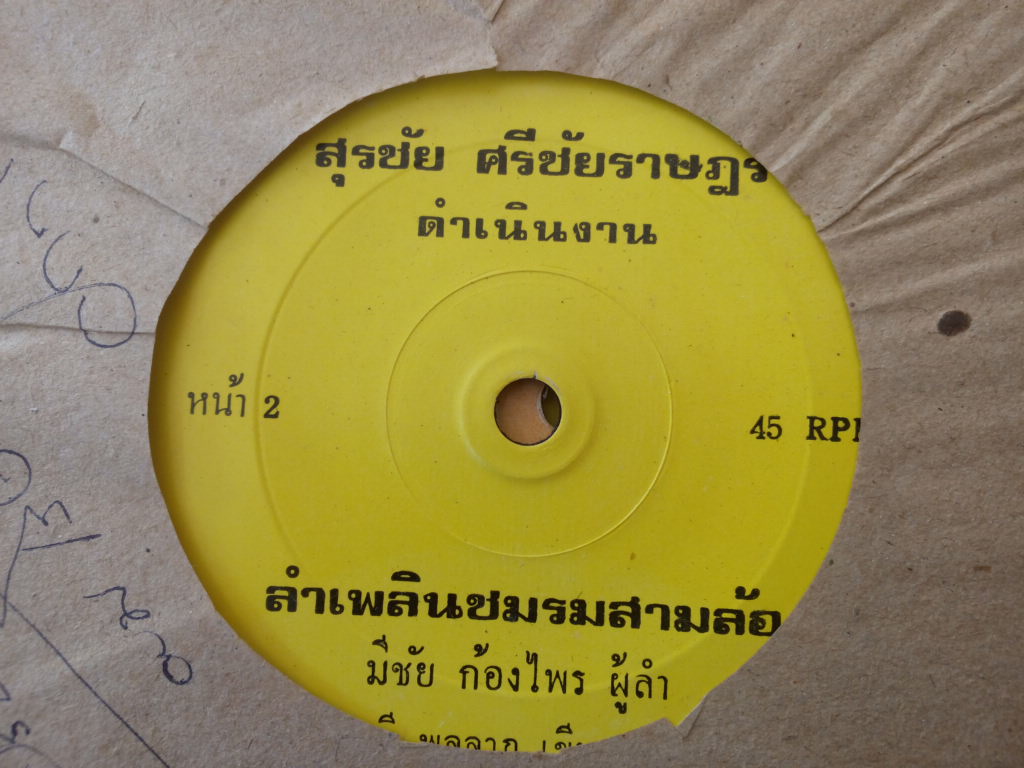 สุรชัย ศรีชัยราษฎร
ดำเนินงาน
หน้า 2
45 RPM
ลำเพลินชมรมสามล้อ
มีชัย ก้องไพร ผู้ลำ